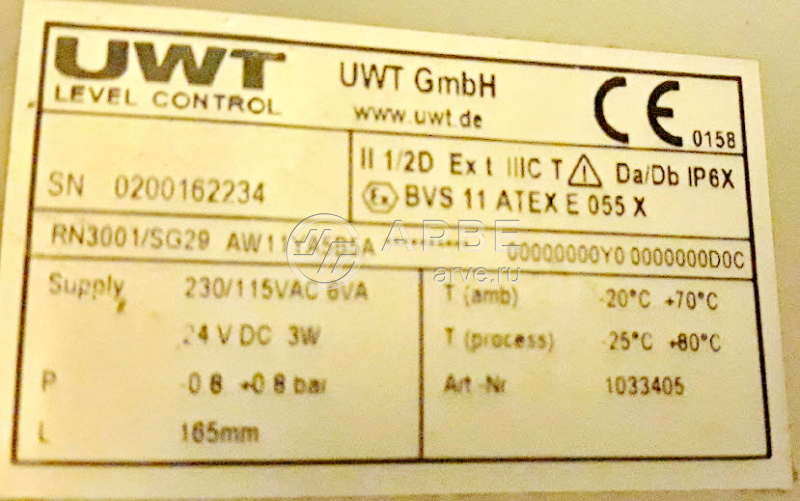 UWT
LEVEL CONTROL
UWT GmbH
www.uwt.de
CE 0158
SN 0200162234
II 1/2D Ex t IIIC T Da/Db IP6X
Ex BVS 11 ATEX E 055 X
RN3001/SG29
00000000Y0 0000000D0C
АРВЕ
arve.ru
Supply 230/115VAC 6VA
24 V DC 3W
P -0.8 +0.8 bar
L 165mm
T (amb) -20°C +70°C
T (process) -25°C +80°C
Art.-Nr 1033405